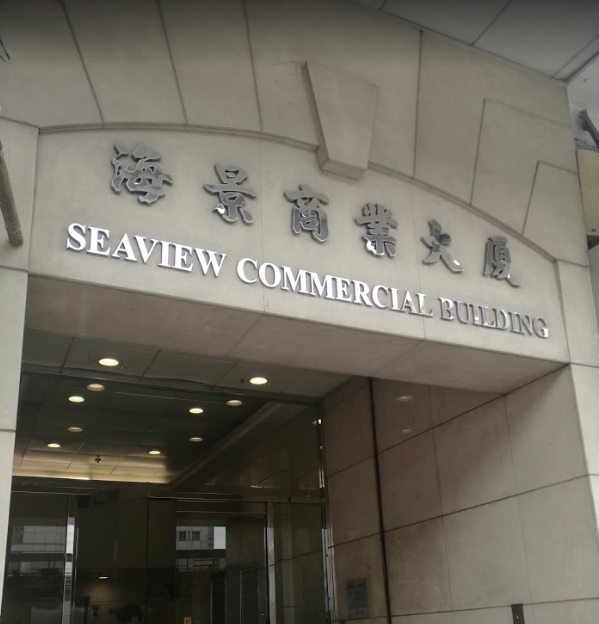 海景商業大廈
SEAVIEW COMMERCIAL BUILDING